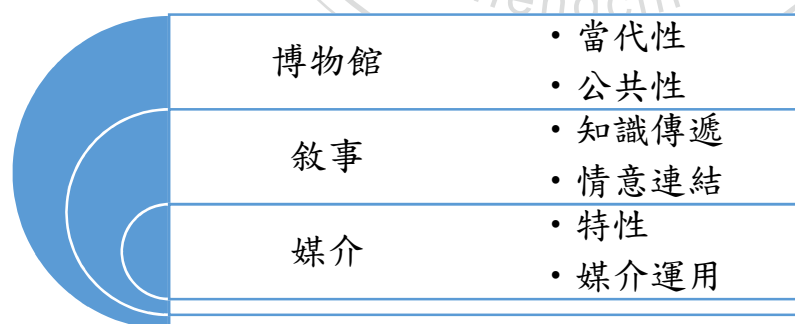 博物館
・當代性
・公共性
敘事
・知識傳遞
・情意連結
媒介
・特性
・媒介運用